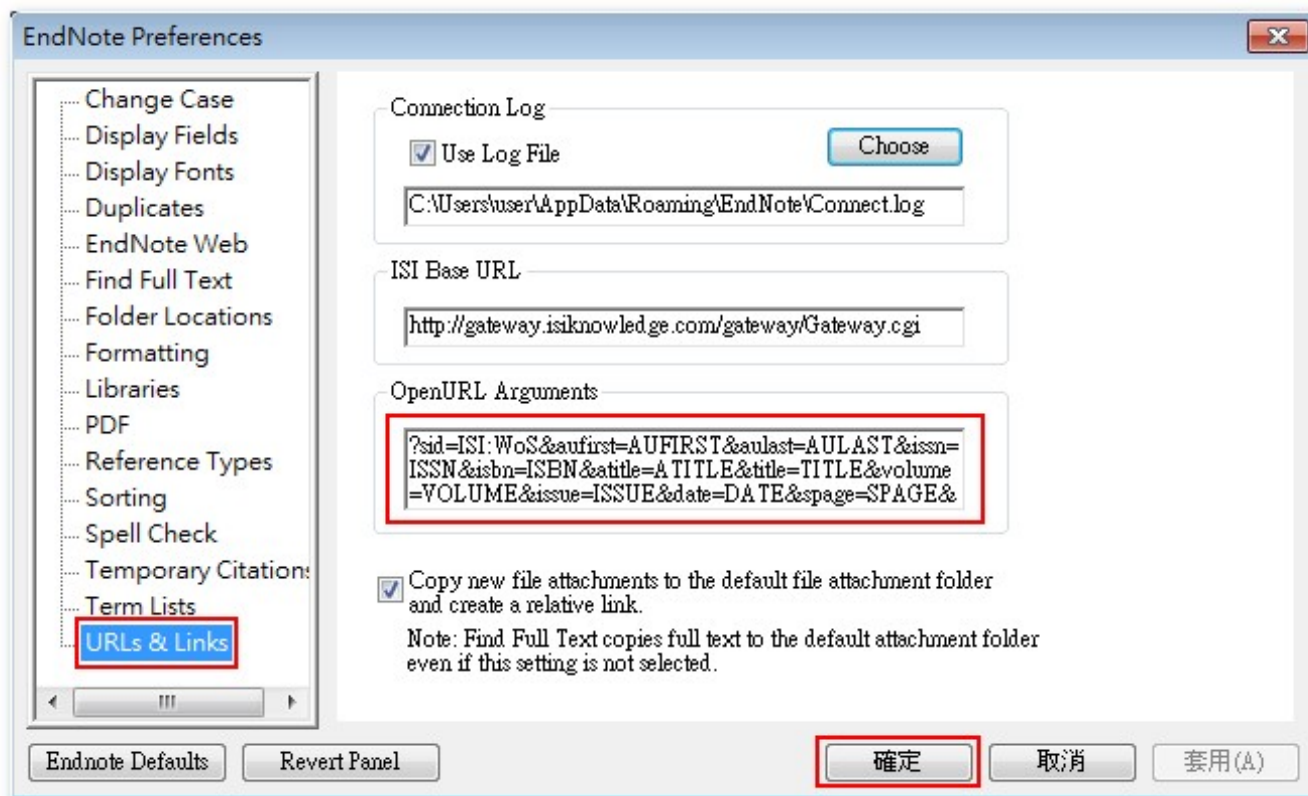 EndNote Preferences
Change Case
Display Fields
Display Fonts
Duplicates
EndNote Web
Find Full Text
Folder Locations
Formatting
Libraries
PDF
Reference Types
Sorting
Spell Check
Temporary Citation
Term Lists
URLs & Links
Connection Log
Use Log File
Choose
C:\Users\user\AppData\Roaming\EndNote\Connect.log
ISI Base URL
http://gateway.isiknowledge.com/gateway/Gateway.cgi
OpenURL Arguments
?sid=ISI:WoS&aufirst=AUFIRST&aulast=AULAST&issn=
ISSN&isbn=ISBN&atitle=ATITLE&title=TITLE&volume
=VOLUME&issue=ISSUE&date=DATE&spage=SPAGE&
Copy new file attachments to the default file attachment folder
and create a relative link.
Note: Find Full Text copies full text to the default attachment folder
even if this setting is not selected.
Endnote Defaults
Revert Panel
確定
取消
套用(A)